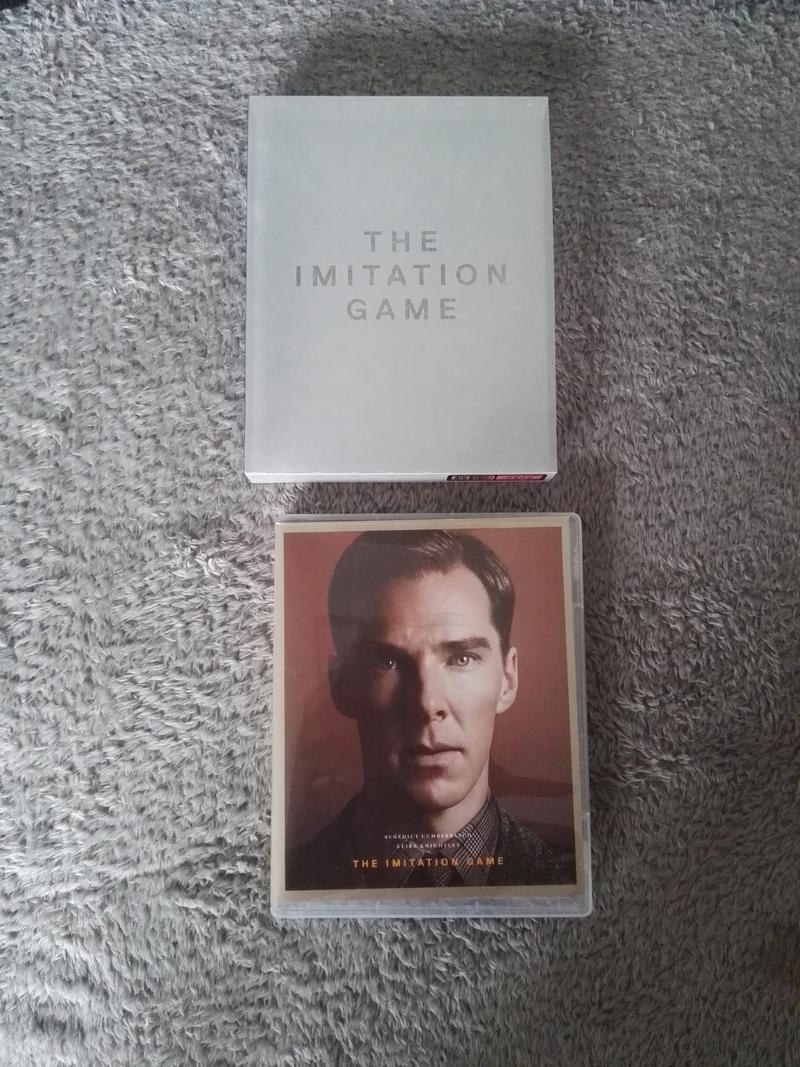 THE
IMITATION
GAME
BENEDICT CUMBERBATCH
KEIRA KNIGHTLEY
THE IMITATION GAME